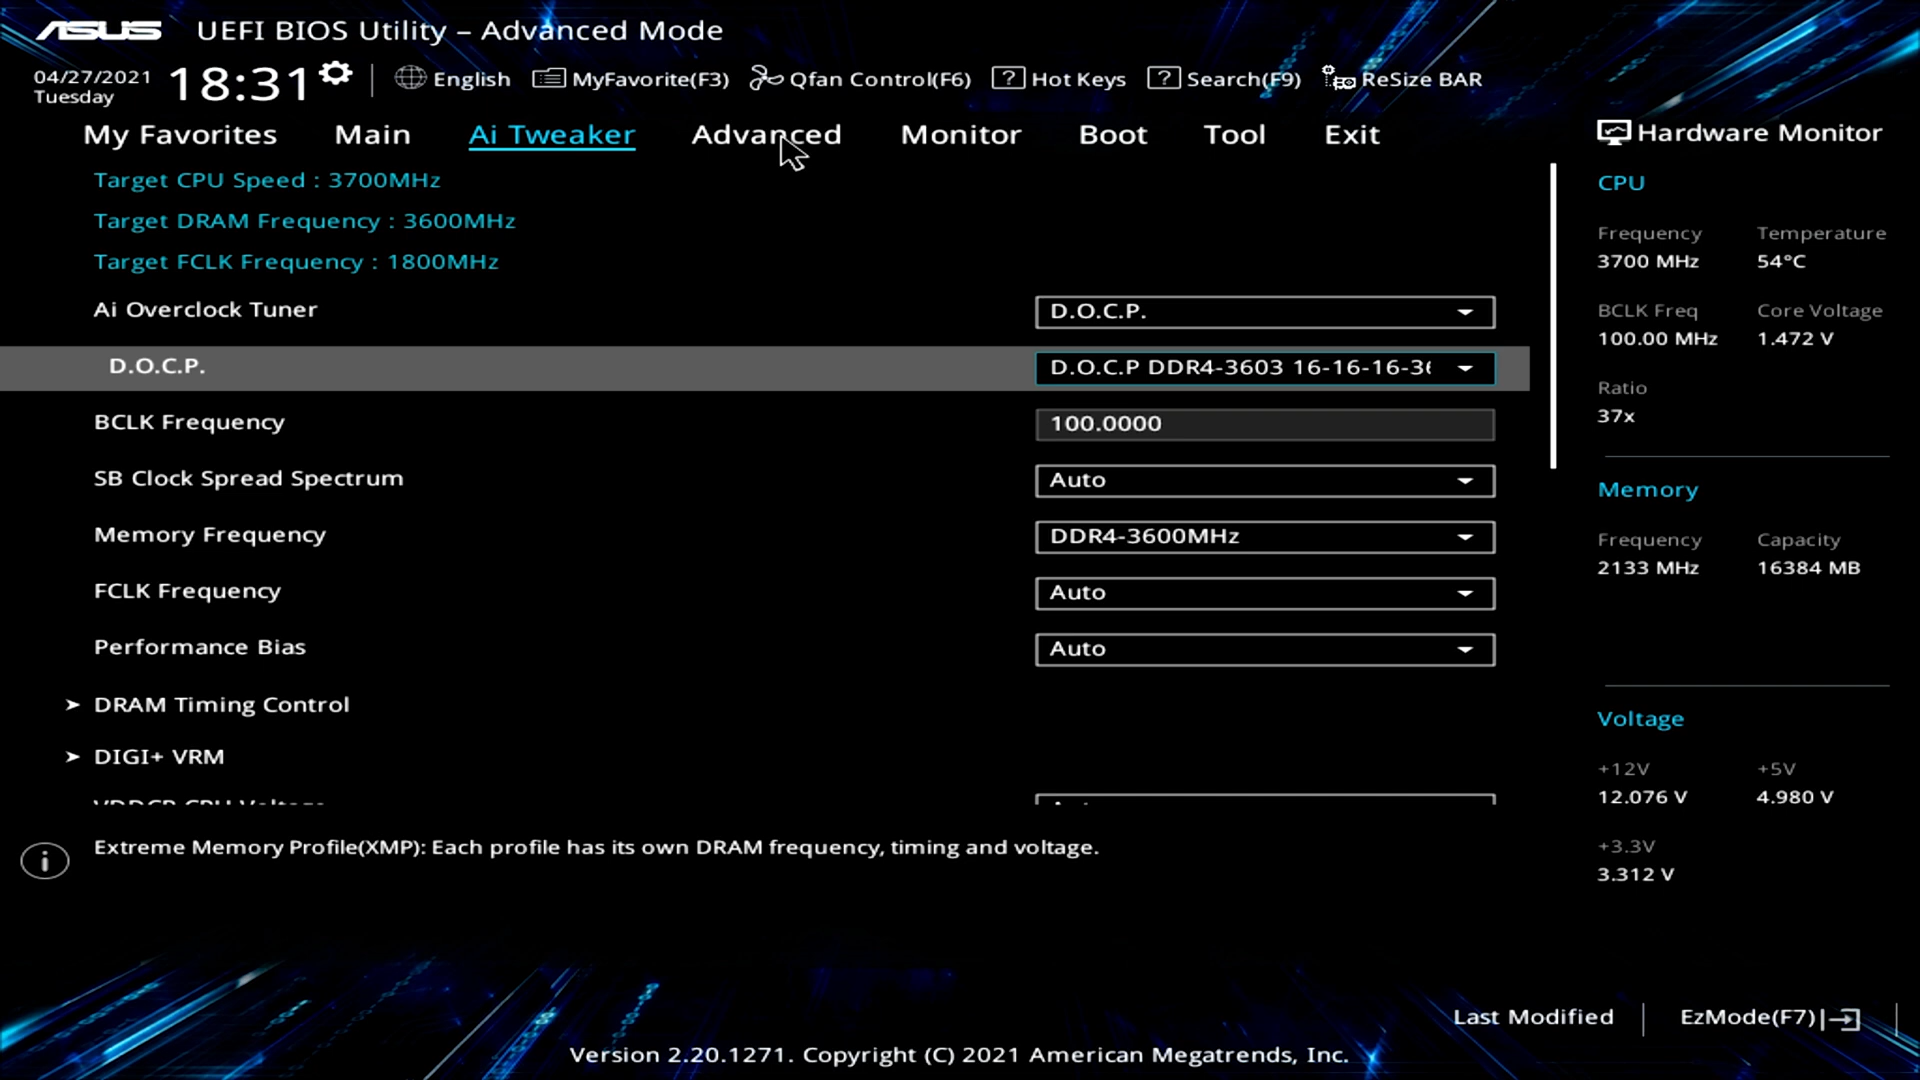 ASUS UEFI BIOS Utility – Advanced Mode
04/27/2021
Tuesday
18:31
English MyFavorite(F3) Qfan Control(F6) ? Hot Keys ? Search(F9) ReSize BAR
My Favorites Main Ai Tweaker Advanced Monitor Boot Tool Exit
Target CPU Speed : 3700MHz
Target DRAM Frequency : 3600MHz
Target FCLK Frequency : 1800MHz
Ai Overclock Tuner D.O.C.P.
D.O.C.P. D.O.C.P DDR4-3603 16-16-16-3
BCLK Frequency 100.0000
SB Clock Spread Spectrum Auto
Memory Frequency DDR4-3600MHz
FCLK Frequency Auto
Performance Bias Auto
DRAM Timing Control
DIGI+ VRM
Extreme Memory Profile(XMP): Each profile has its own DRAM frequency, timing and voltage.
Hardware Monitor
CPU
Frequency Temperature
3700 MHz 54°C
BCLK Freq Core Voltage
100.00 MHz 1.472 V
Ratio
37x
Memory
Frequency Capacity
2133 MHz 16384 MB
Voltage
+12V +5V
12.076 V 4.980 V
+3.3V
3.312 V
Last Modified EzMode(F7)
Version 2.20.1271. Copyright (C) 2021 American Megatrends, Inc.